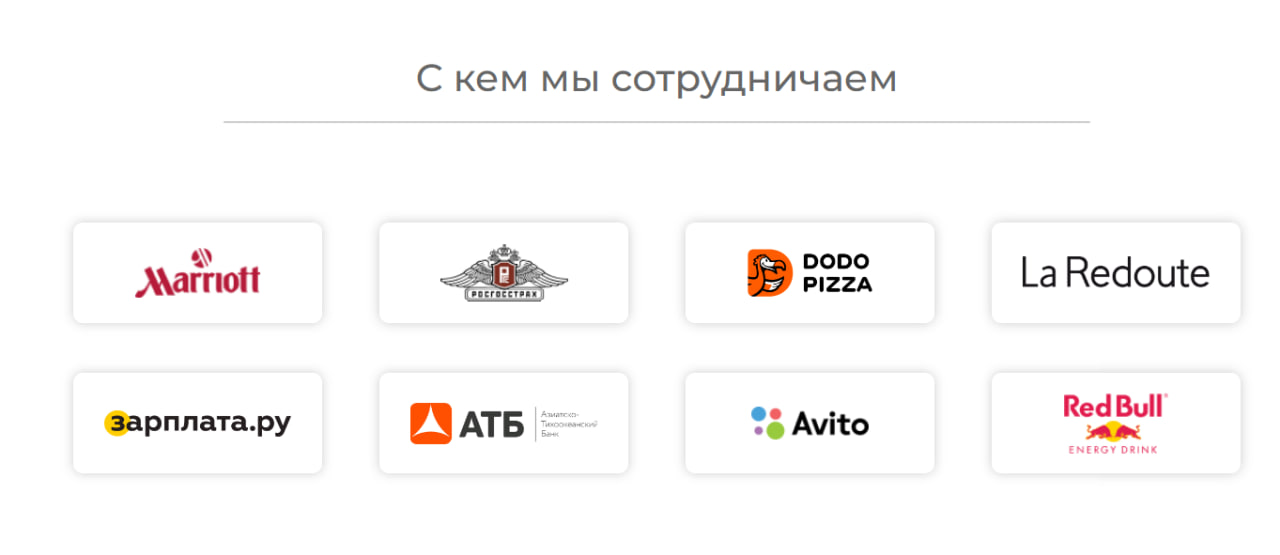 С кем мы сотрудничаем
Marriott
РОСГОССТРАХ
DODO
PIZZA
La Redoute
зарплата.ру
АТБ
Азиатско-
Тихоокеанский
Банк
Avito
Red Bull
ENERGY DRINK